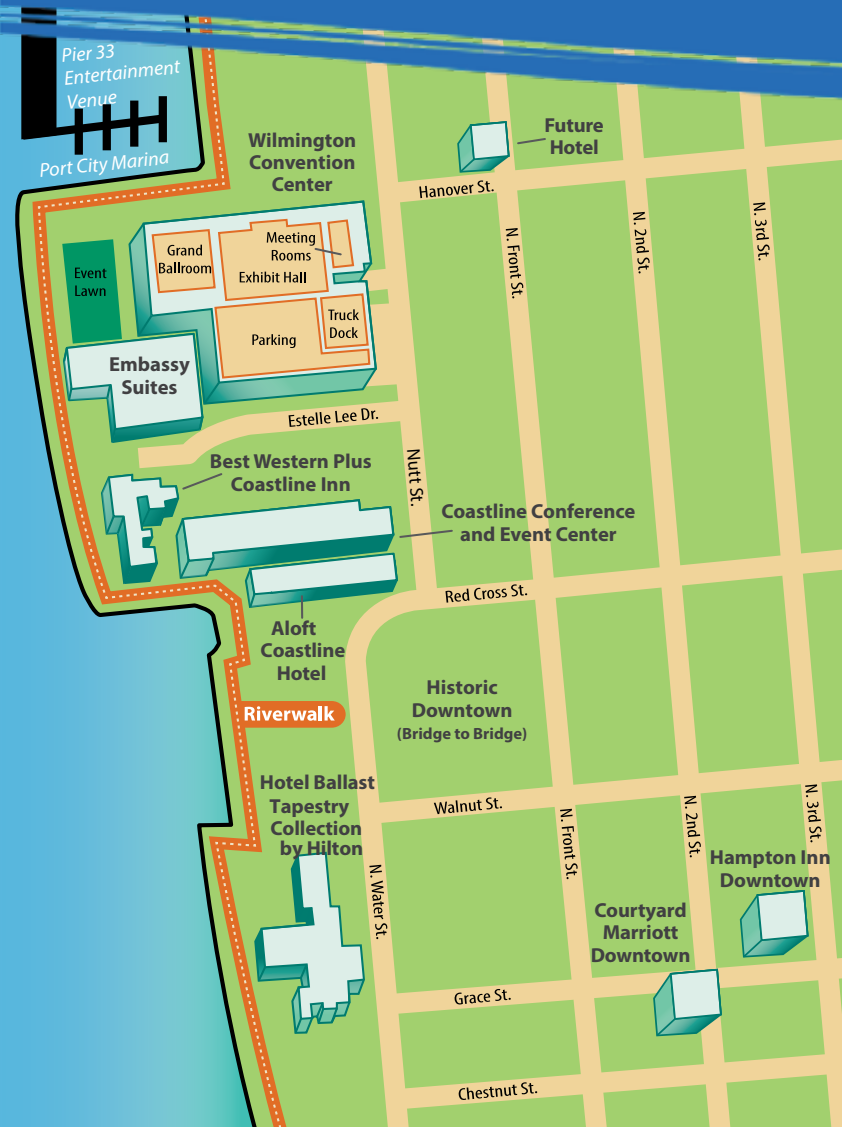 Pier 33
Entertainment
Venue
Port City Marina
Wilmington
Convention
Center
Future
Hotel
Hanover St.
N. Front St.
N. 2nd St.
N. 3rd St.
Grand
Ballroom
Meeting
Rooms
Exhibit Hall
Event
Lawn
Parking
Truck
Dock
Embassy
Suites
Estelle Lee Dr.
Nutt St.
Best Western Plus
Coastline Inn
Coastline Conference
and Event Center
Red Cross St.
Aloft
Coastline
Hotel
Riverwalk
Historic
Downtown
(Bridge to Bridge)
Hotel Ballast
Tapestry
Collection
by Hilton
Walnut St.
N. Water St.
N. Front St.
N. 2nd St.
N. 3rd St.
Hampton Inn
Downtown
Courtyard
Marriott
Downtown
Grace St.
Chestnut St.